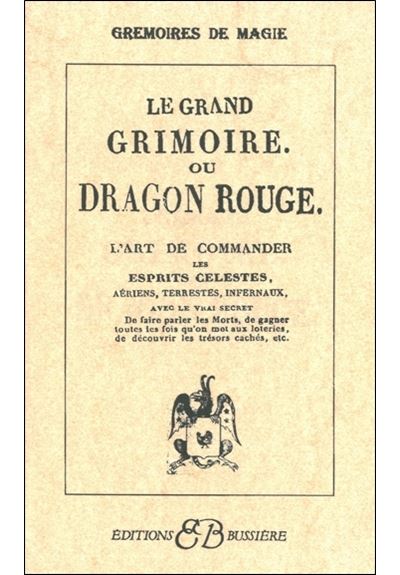 GREMOIRES DE MAGIE
LE GRAND
GRIMOIRE.
OU
DRAGON ROUGE.
L'ART DE COMMANDER
LES
ESPRITS CELESTES,
AÉRIENS, TERRESTES, INFERNAUX,
AVEC LE VRAI SECRET
De faire parler les Morts, de gagner
toutes les fois qu'on met aux loteries,
de découvrir les trésors cachés, etc.
ÉDITIONS EB BUSSIÈRE